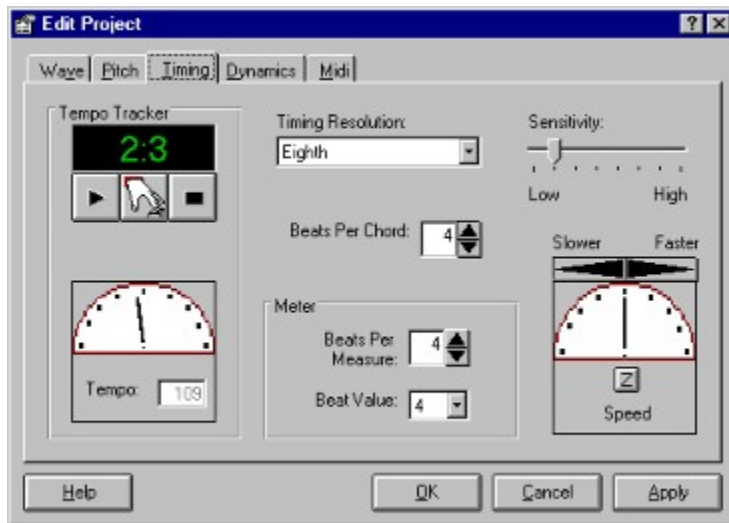 Edit Project
Wave Pitch Timing Dynamics Midi
Tempo Tracker
2:3
Tempo: 109
Timing Resolution:
Eighth
Beats Per Chord: 4
Meter
Beats Per
Measure: 4
Beat Value: 4
Sensitivity:
Low High
Slower Faster
Z
Speed
Help OK Cancel Apply